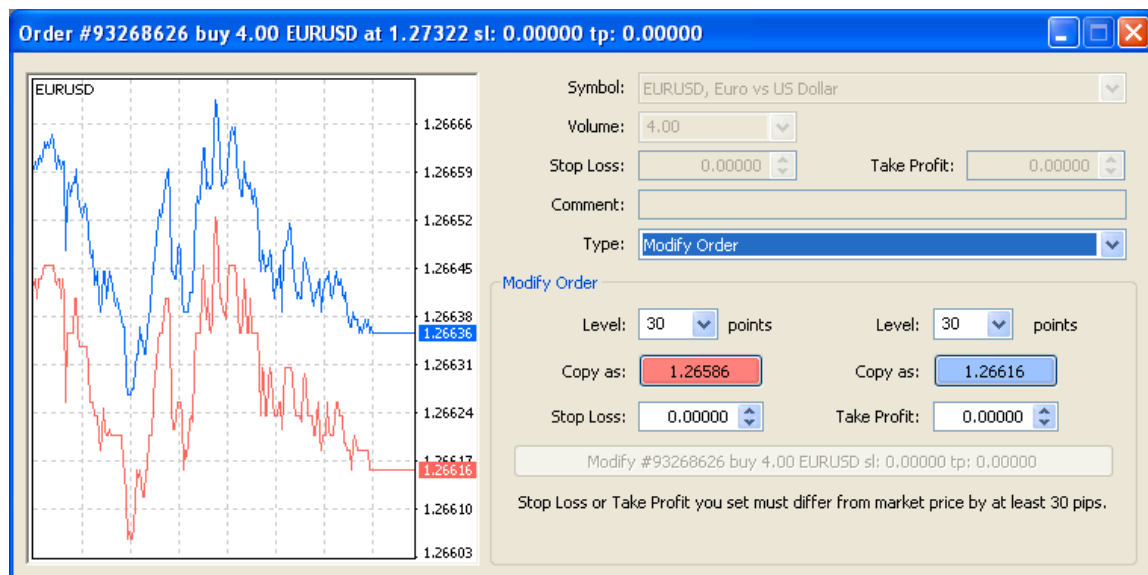 Order #93268626 buy 4.00 EURUSD at 1.27322 sl: 0.00000 tp: 0.00000
EURUSD
1.26666
1.26659
1.26652
1.26645
1.26638
1.26636
1.26631
1.26624
1.26617
1.26616
1.26610
1.26603
Symbol: EURUSD, Euro vs US Dollar
Volume: 4.00
Stop Loss: 0.00000 Take Profit: 0.00000
Comment:
Type: Modify Order
Modify Order
Level: 30 points Level: 30 points
Copy as: 1.26586 Copy as: 1.26616
Stop Loss: 0.00000 Take Profit: 0.00000
Modify #93268626 buy 4.00 EURUSD sl: 0.00000 tp: 0.00000
Stop Loss or Take Profit you set must differ from market price by at least 30 pips.